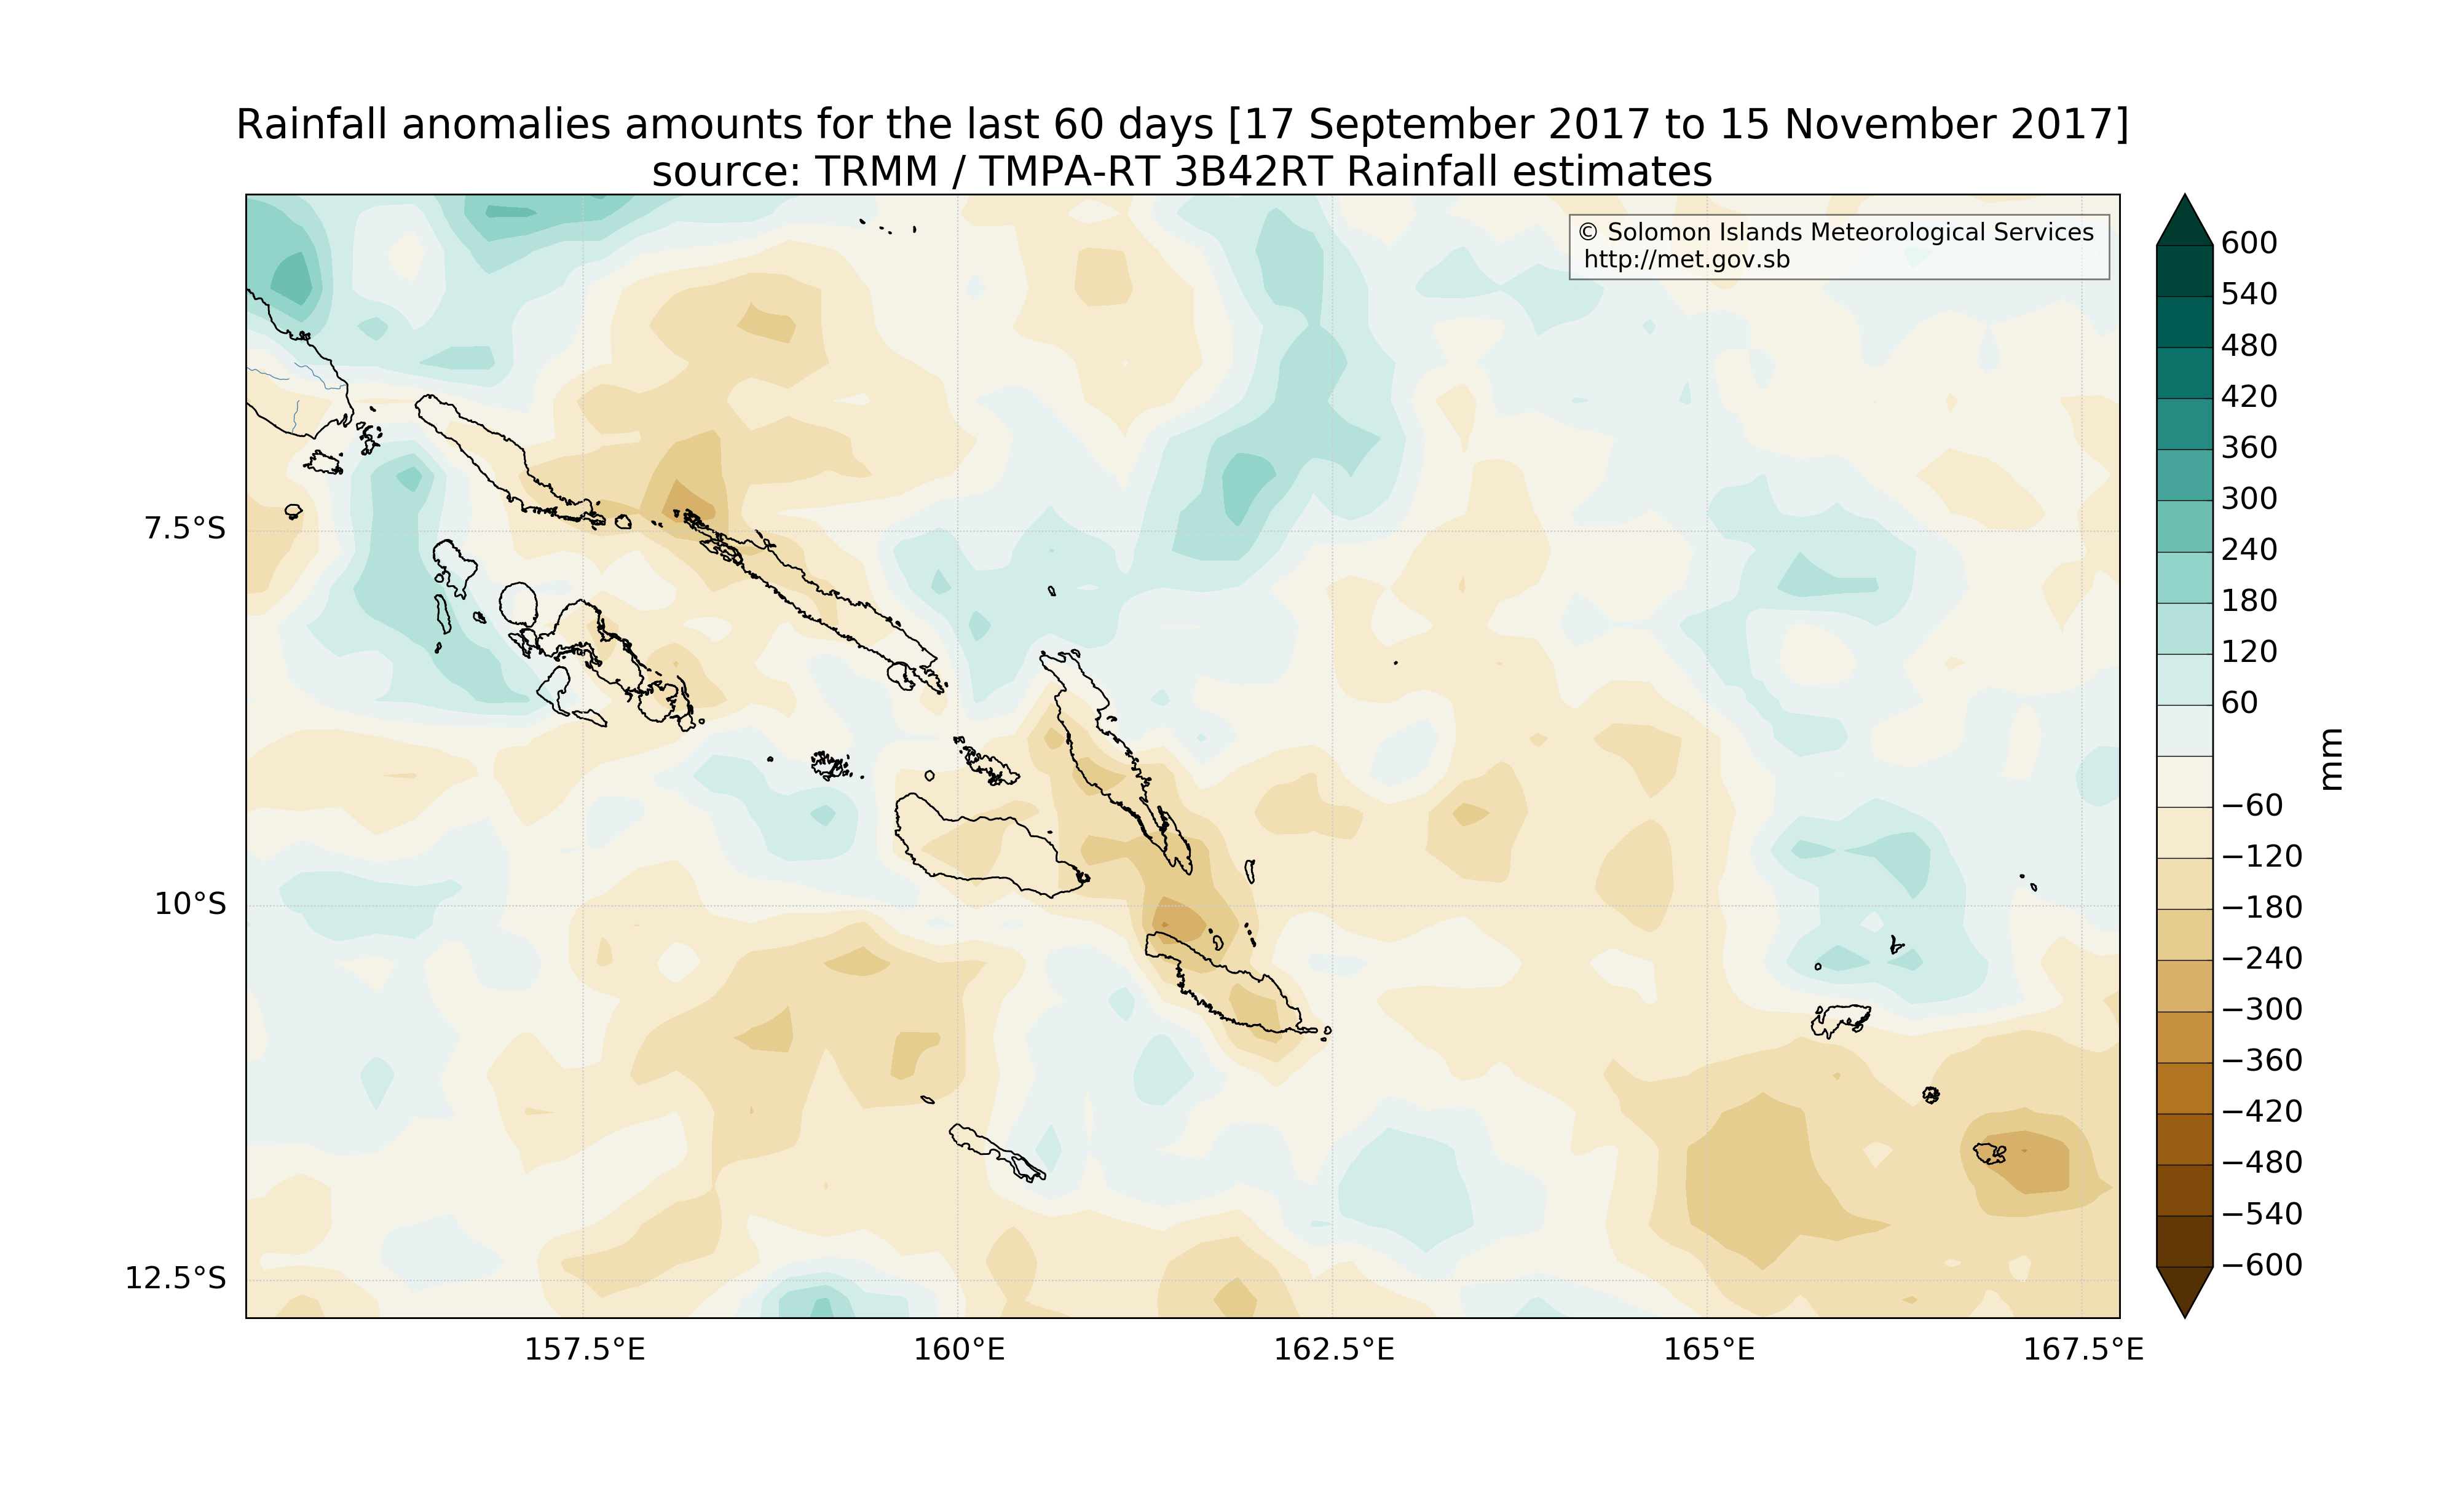 Rainfall anomalies amounts for the last 60 days [17 September 2017 to 15 November 2017]
source: TRMM / TMPA-RT 3B42RT Rainfall estimates
© Solomon Islands Meteorological Services
http://met.gov.sb
7.5°S
10°S
12.5°S
157.5°E
160°E
162.5°E
165°E
167.5°E
600
540
480
420
360
300
240
180
120
60
−60
−120
−180
−240
−300
−360
−420
−480
−540
−600
mm